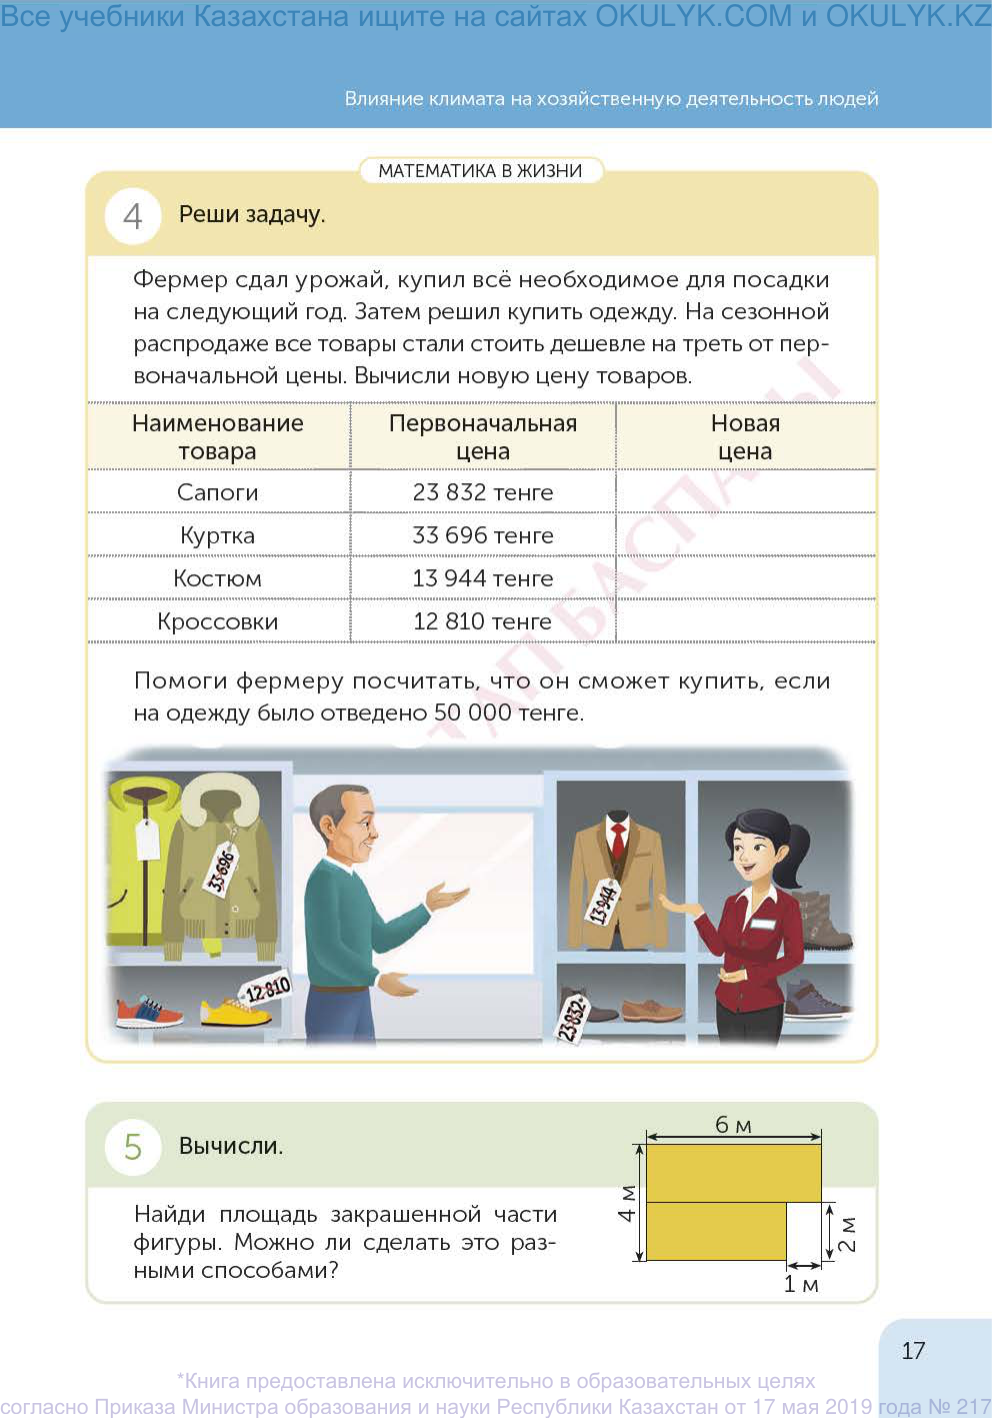 Все учебники Казахстана ищите на сайтах OKULYK.COM и OKULYK.KZ
Влияние климата на хозяйственную деятельность людей
МАТЕМАТИКА В ЖИЗНИ
4 Реши задачу.
Фермер сдал урожай, купил всё необходимое для посадки
на следующий год. Затем решил купить одежду. На сезонной
распродаже все товары стали стоить дешевле на треть от пер-
воначальной цены. Вычисли новую цену товаров.
Наименование товара Первоначальная цена Новая цена
Сапоги 23 832 тенге
Куртка 33 696 тенге
Костюм 13 944 тенге
Кроссовки 12 810 тенге
Помоги фермеру посчитать, что он сможет купить, если
на одежду было отведено 50 000 тенге.
33 696
13 944
12 810
23 832
5 Вычисли.
Найди площадь закрашенной части
фигуры. Можно ли сделать это раз-
ными способами?
6 м
4 м
2 м
1 м
17
*Книга предоставлена исключительно в образовательных целях
согласно Приказа Министра образования и науки Республики Казахстан от 17 мая 2019 года № 217